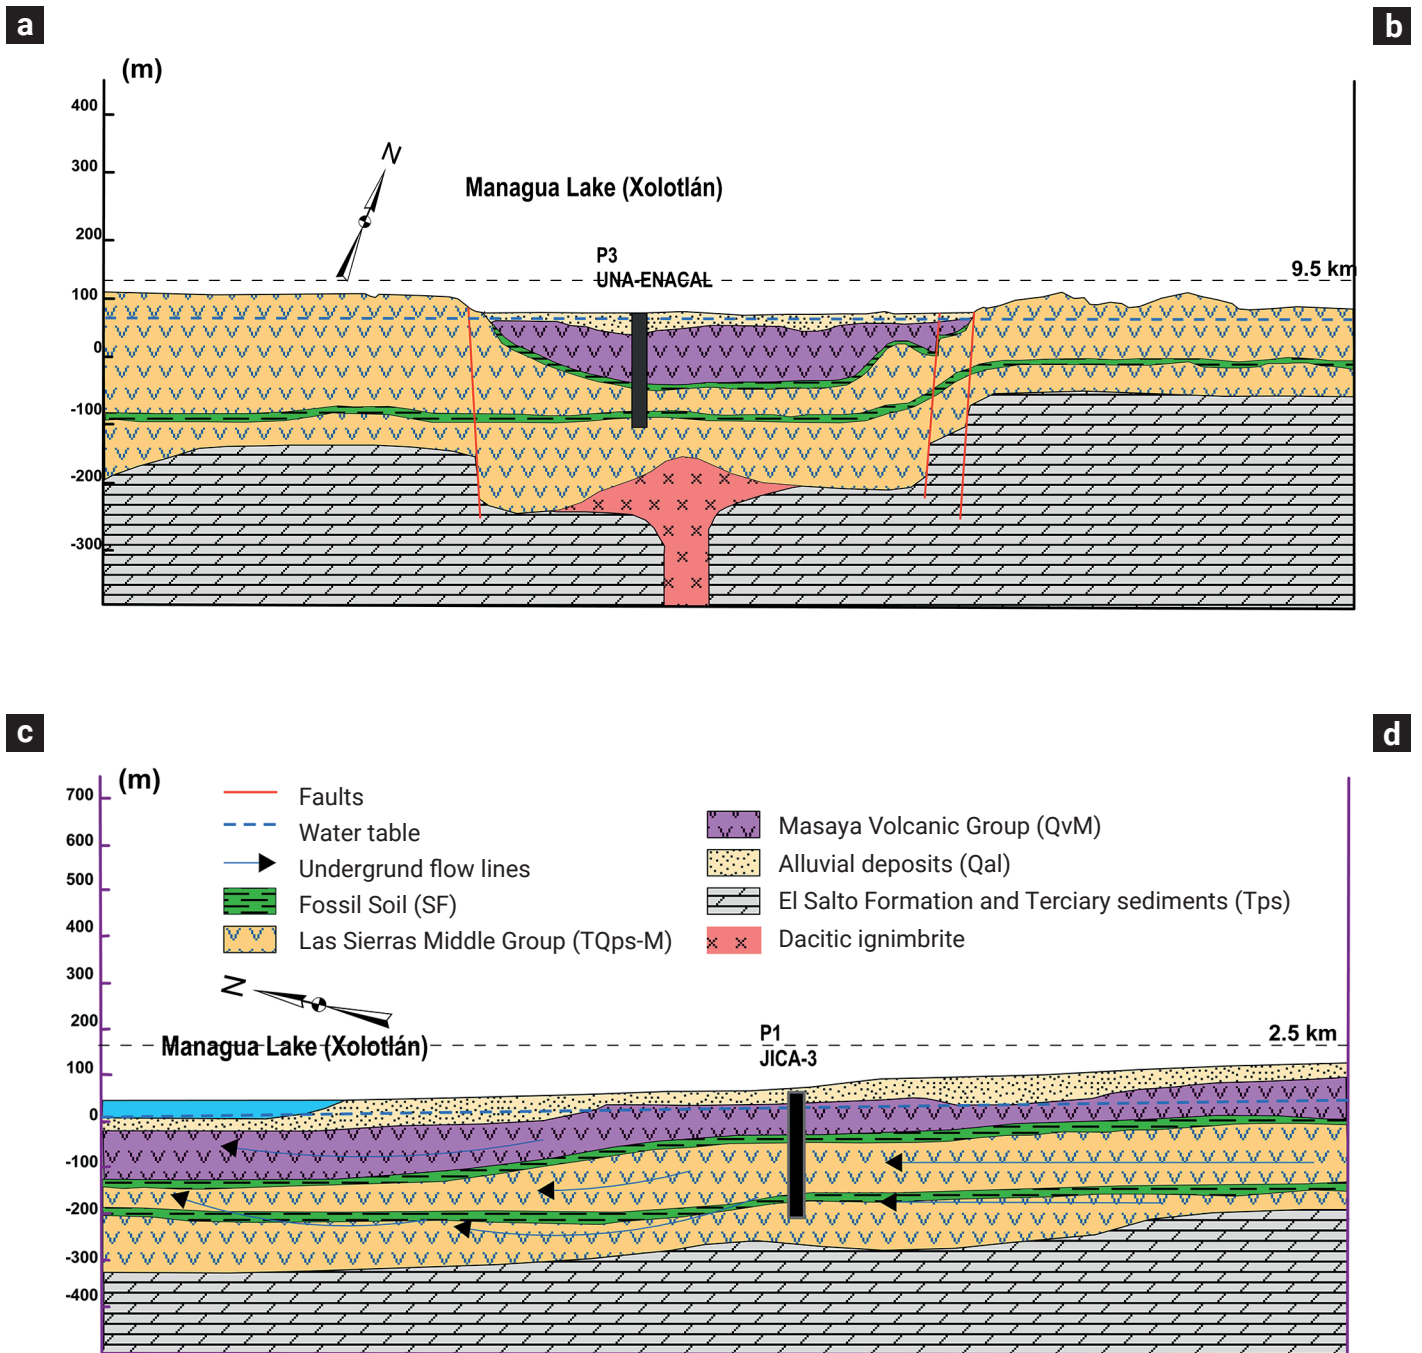 a
b
(m)
400
300
200
100
0
-100
-200
-300
N
Managua Lake (Xolotlán)
P3
UNA-ENACAL
9.5 km
c
d
(m)
700
600
500
400
300
200
100
0
-100
-200
-300
-400
Faults
Water table
Undergrund flow lines
Fossil Soil (SF)
Las Sierras Middle Group (TQps-M)
Masaya Volcanic Group (QvM)
Alluvial deposits (Qal)
El Salto Formation and Terciary sediments (Tps)
Dacitic ignimbrite
N
Managua Lake (Xolotlán)
P1
JICA-3
2.5 km